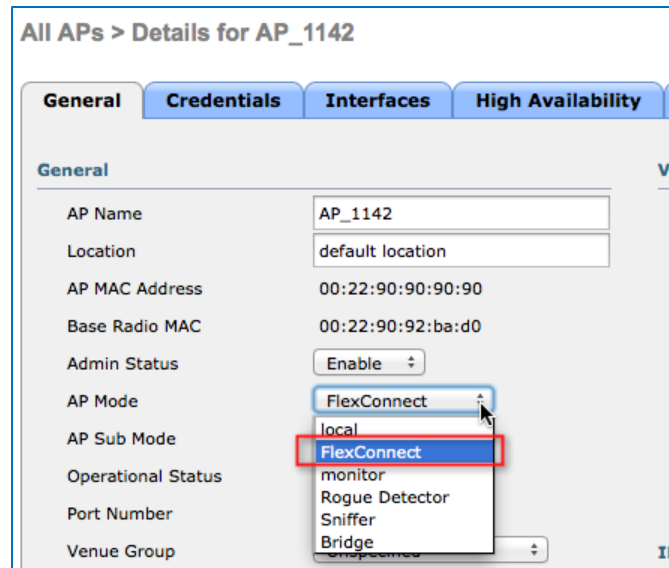 All APs > Details for AP_1142
General Credentials Interfaces High Availability
General
AP Name AP_1142
Location default location
AP MAC Address 00:22:90:90:90:90
Base Radio MAC 00:22:90:92:ba:d0
Admin Status Enable
AP Mode FlexConnect
local
AP Sub Mode
FlexConnect
Operational Status monitor
Rogue Detector
Port Number
Sniffer
Bridge
Venue Group Unspecified